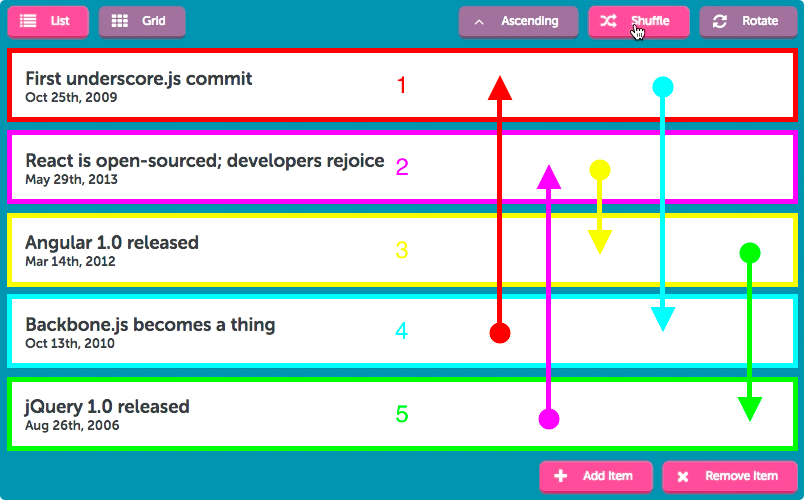 List
Grid
Ascending
Shuffle
Rotate
First underscore.js commit
Oct 25th, 2009
1
React is open-sourced; developers rejoice
May 29th, 2013
2
Angular 1.0 released
Mar 14th, 2012
3
Backbone.js becomes a thing
Oct 13th, 2010
4
jQuery 1.0 released
Aug 26th, 2006
5
Add Item
Remove Item